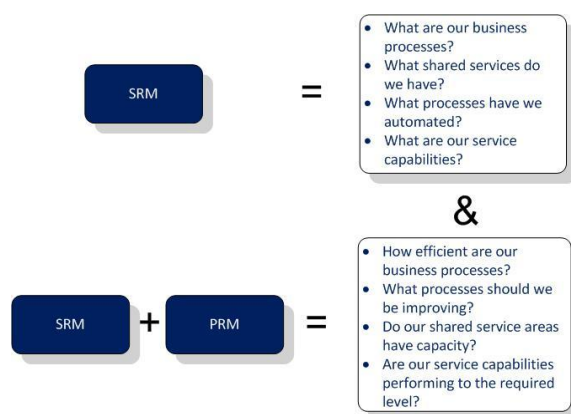 SRM
=
• What are our business
processes?
• What shared services do
we have?
• What processes have we
automated?
• What are our service
capabilities?
&
SRM
+
PRM
=
• How efficient are our
business processes?
• What processes should we
be improving?
• Do our shared service areas
have capacity?
• Are our service capabilities
performing to the required
level?